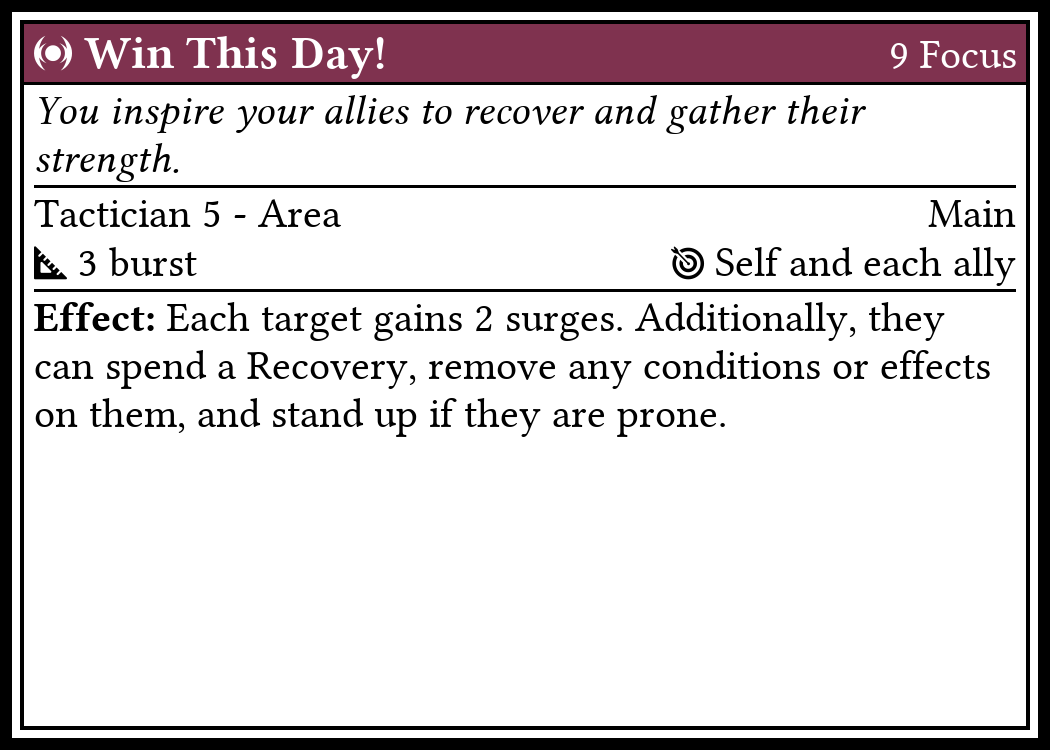 Win This Day! 9 Focus
You inspire your allies to recover and gather their
strength.
Tactician 5 - Area Main
3 burst Self and each ally
Effect: Each target gains 2 surges. Additionally, they
can spend a Recovery, remove any conditions or effects
on them, and stand up if they are prone.